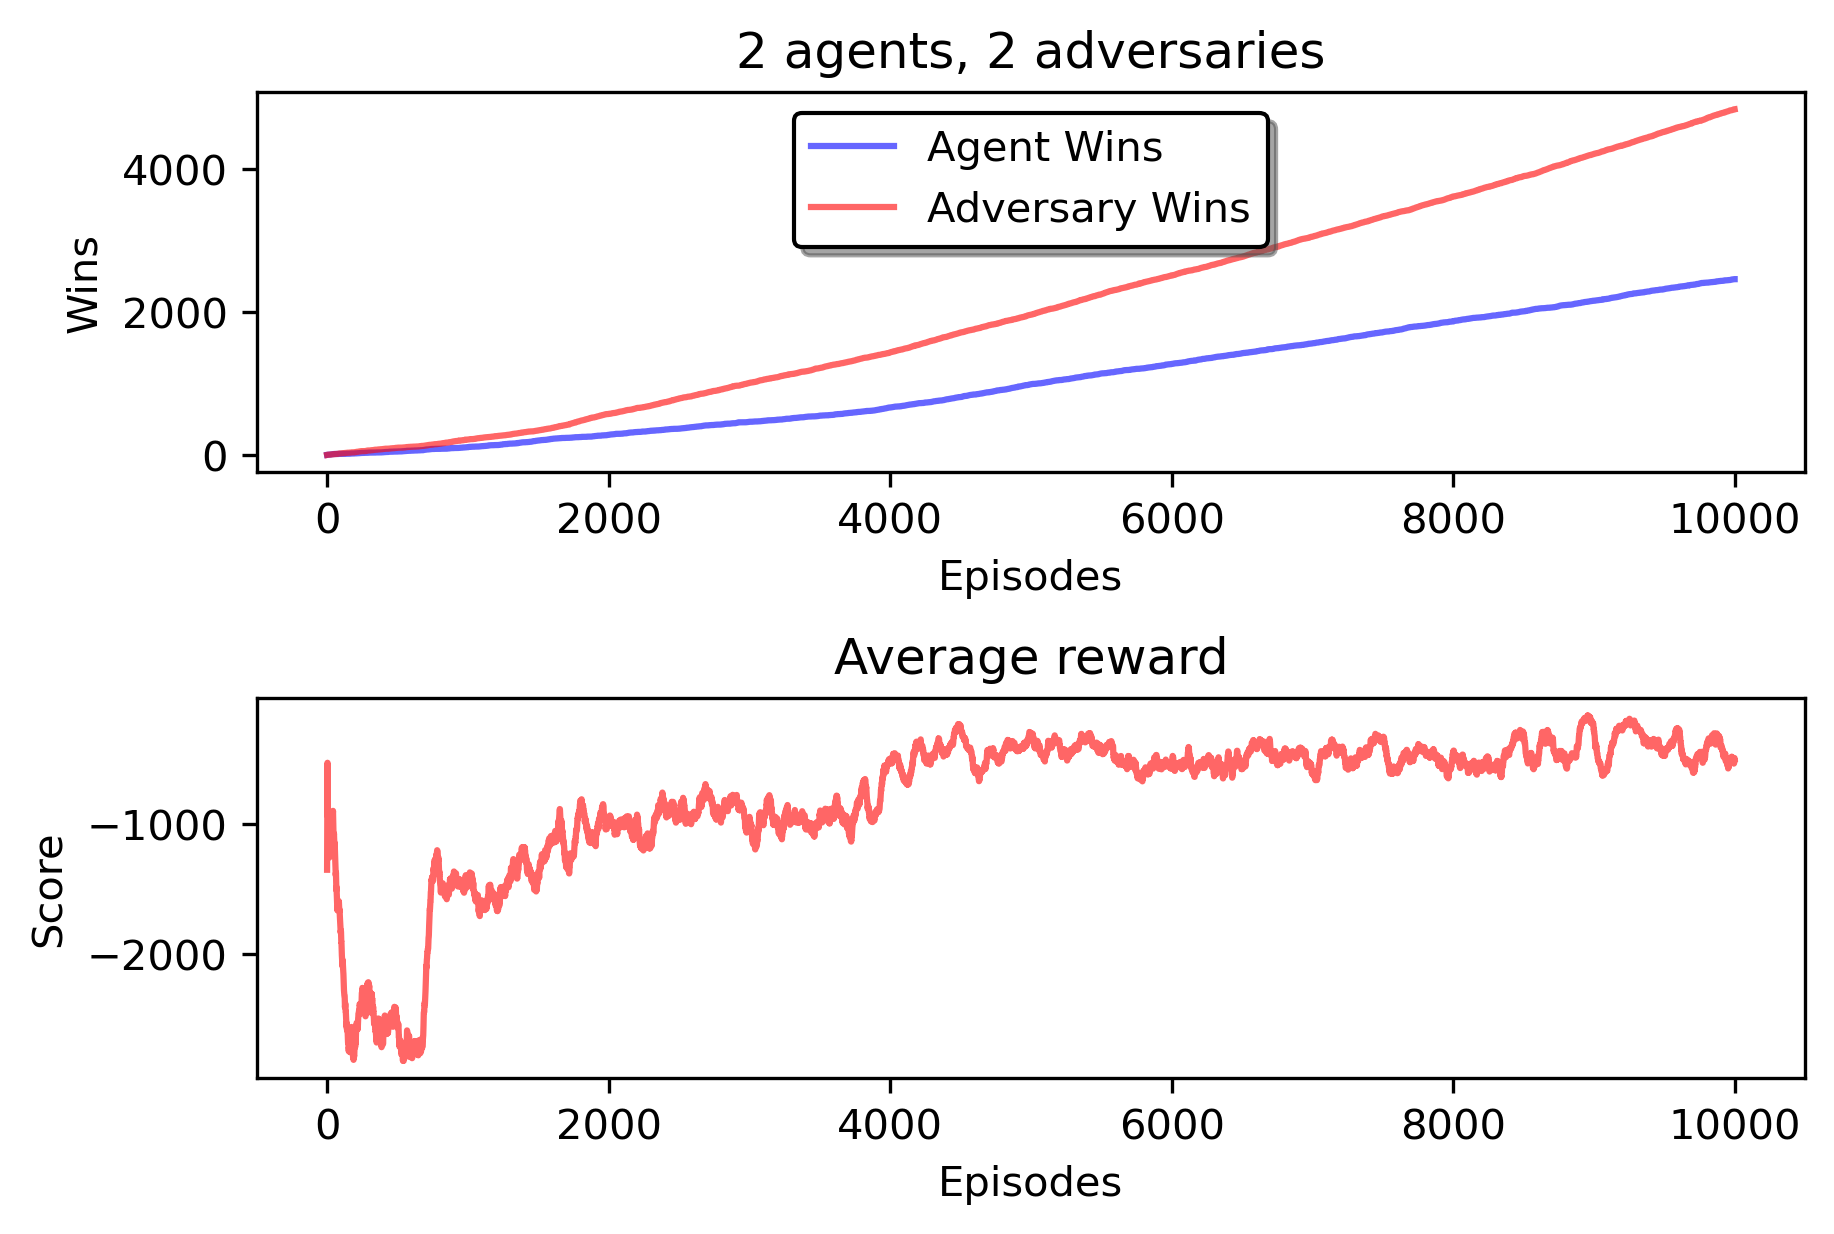 2 agents, 2 adversaries
Agent Wins
Adversary Wins
Wins
4000
2000
0
0 2000 4000 6000 8000 10000
Episodes
Average reward
Score
−1000
−2000
0 2000 4000 6000 8000 10000
Episodes